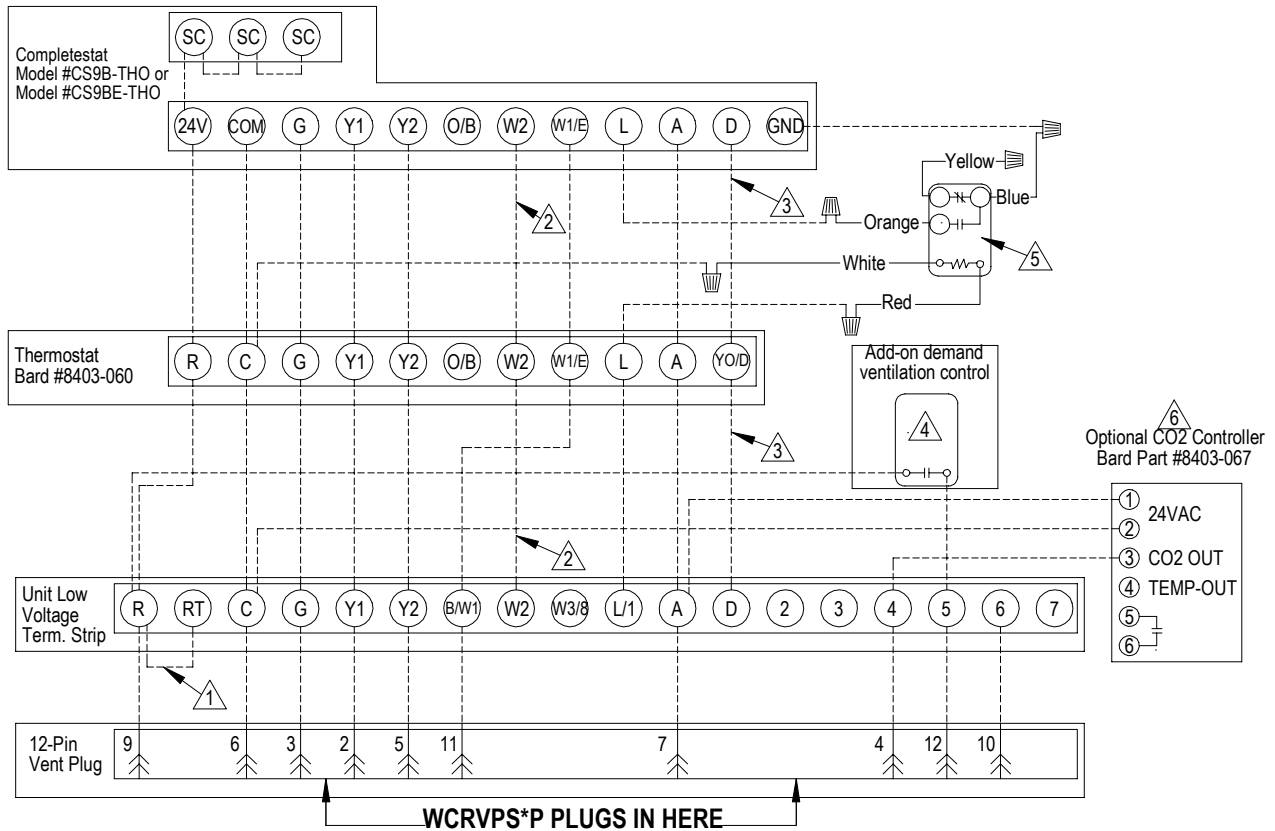 SC SC SC
Completestat
Model #CS9B-THO or
Model #CS9BE-THO
24V COM G Y1 Y2 O/B W2 W1/E L A D GND
Yellow
Blue
2
3
Orange
5
White
Red
Thermostat
Bard #8403-060
R C G Y1 Y2 O/B W2 W1/E L A YO/D
Add-on demand
ventilation control
4
3
6
Optional CO2 Controller
Bard Part #8403-067
1
24VAC
2
3 CO2 OUT
4 TEMP-OUT
5
6
2
Unit Low
Voltage
Term. Strip
R RT C G Y1 Y2 B/W1 W2 W3/8 L/1 A D 2 3 4 5 6 7
1
12-Pin
Vent Plug
9 6 3 2 5 11 7 4 12 10
WCRVPS*P PLUGS IN HERE